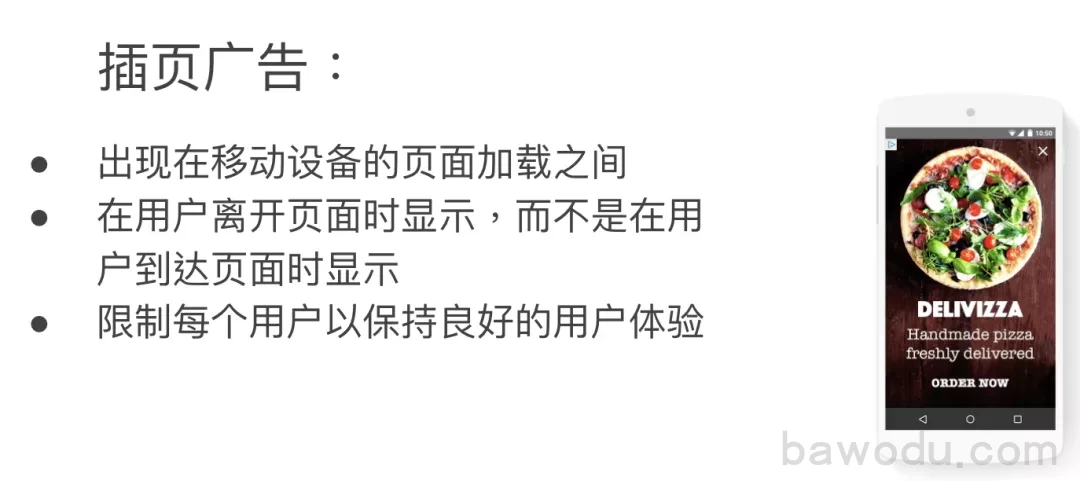 插页广告：
● 出现在移动设备的页面加载之间
● 在用户离开页面时显示，而不是在用
户到达页面时显示
● 限制每个用户以保持良好的用户体验
10:50
DELIVIZZA
Handmade pizza
freshly delivered
ORDER NOW
bawodu.com